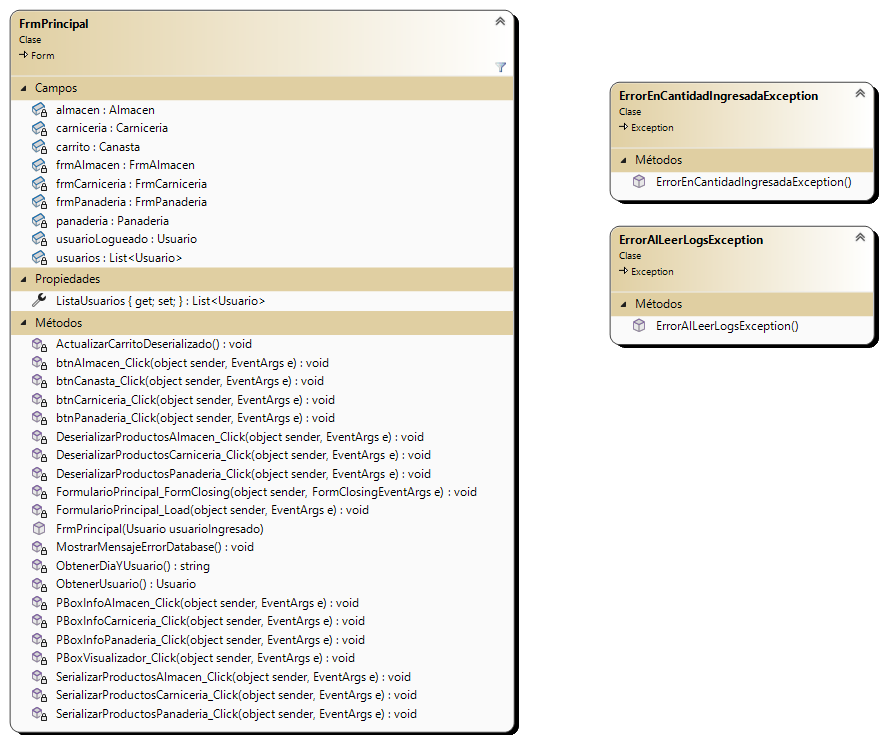 FrmPrincipal
Clase
Form
Campos
almacen : Almacen
carniceria : Carniceria
carrito : Canasta
frmAlmacen : FrmAlmacen
frmCarniceria : FrmCarniceria
frmPanaderia : FrmPanaderia
panaderia : Panaderia
usuarioLogueado : Usuario
usuarios : List<Usuario>
Propiedades
ListaUsuarios { get; set; } : List<Usuario>
Métodos
ActualizarCarritoDeserializado() : void
btnAlmacen_Click(object sender, EventArgs e) : void
btnCanasta_Click(object sender, EventArgs e) : void
btnCarniceria_Click(object sender, EventArgs e) : void
btnPanaderia_Click(object sender, EventArgs e) : void
DeserializarProductosAlmacen_Click(object sender, EventArgs e) : void
DeserializarProductosCarniceria_Click(object sender, EventArgs e) : void
DeserializarProductosPanaderia_Click(object sender, EventArgs e) : void
FormularioPrincipal_FormClosing(object sender, FormClosingEventArgs e) : void
FormularioPrincipal_Load(object sender, EventArgs e) : void
FrmPrincipal(Usuario usuarioIngresado)
MostrarMensajeErrorDatabase() : void
ObtenerDiaYUsuario() : string
ObtenerUsuario() : Usuario
PBoxInfoAlmacen_Click(object sender, EventArgs e) : void
PBoxInfoCarniceria_Click(object sender, EventArgs e) : void
PBoxInfoPanaderia_Click(object sender, EventArgs e) : void
PBoxVisualizador_Click(object sender, EventArgs e) : void
SerializarProductosAlmacen_Click(object sender, EventArgs e) : void
SerializarProductosCarniceria_Click(object sender, EventArgs e) : void
SerializarProductosPanaderia_Click(object sender, EventArgs e) : void
ErrorEnCantidadIngresadaException
Clase
Exception
Métodos
ErrorEnCantidadIngresadaException()
ErrorAlLeerLogsException
Clase
Exception
Métodos
ErrorAlLeerLogsException()